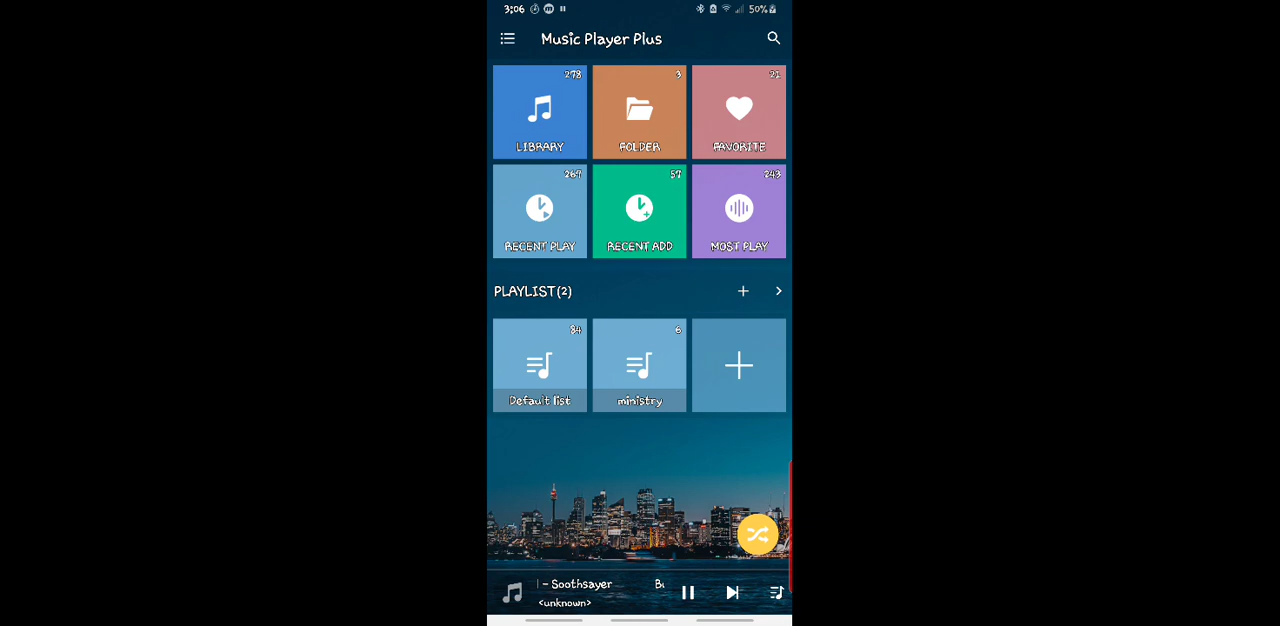 3:06
50%
Music Player Plus
278
3
21
LIBRARY
FOLDER
FAVORITE
267
57
243
RECENT PLAY
RECENT ADD
MOST PLAY
PLAYLIST(2)
84
6
Default list
ministry
- Soothsayer
<unknown>